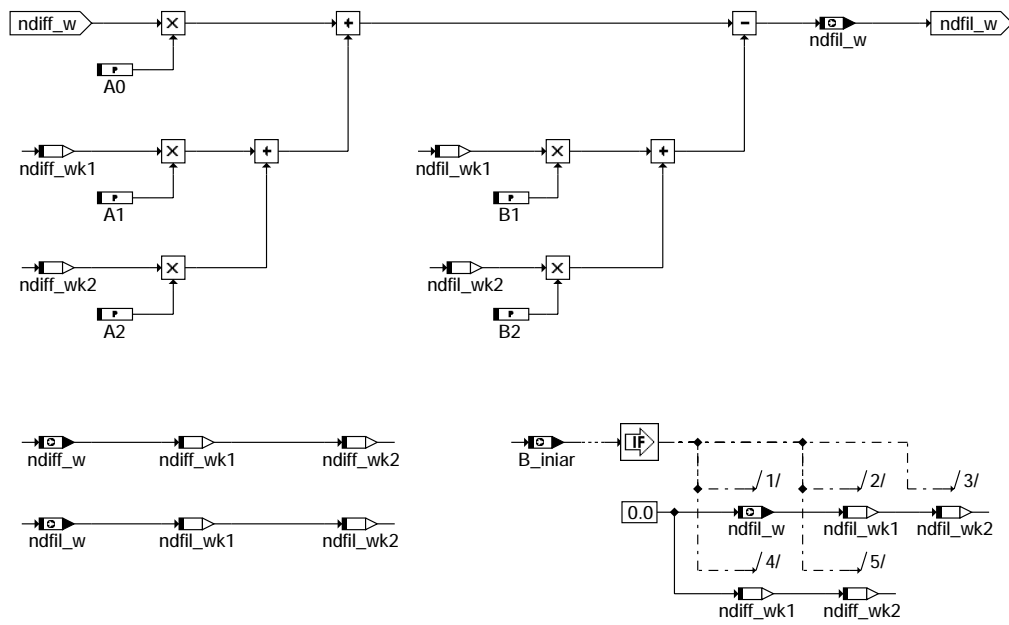 ndiff_w
ndfil_w
ndfil_w
P
A0
ndiff_wk1
ndfil_wk1
P
A1
P
B1
ndiff_wk2
ndfil_wk2
P
A2
P
B2
ndiff_w ndiff_wk1 ndiff_wk2
B_iniar
IF
/1/ /2/ /3/
ndfil_w ndfil_wk1 ndfil_wk2
0.0
ndfil_w ndfil_wk1 ndfil_wk2
/4/ /5/
ndiff_wk1 ndiff_wk2